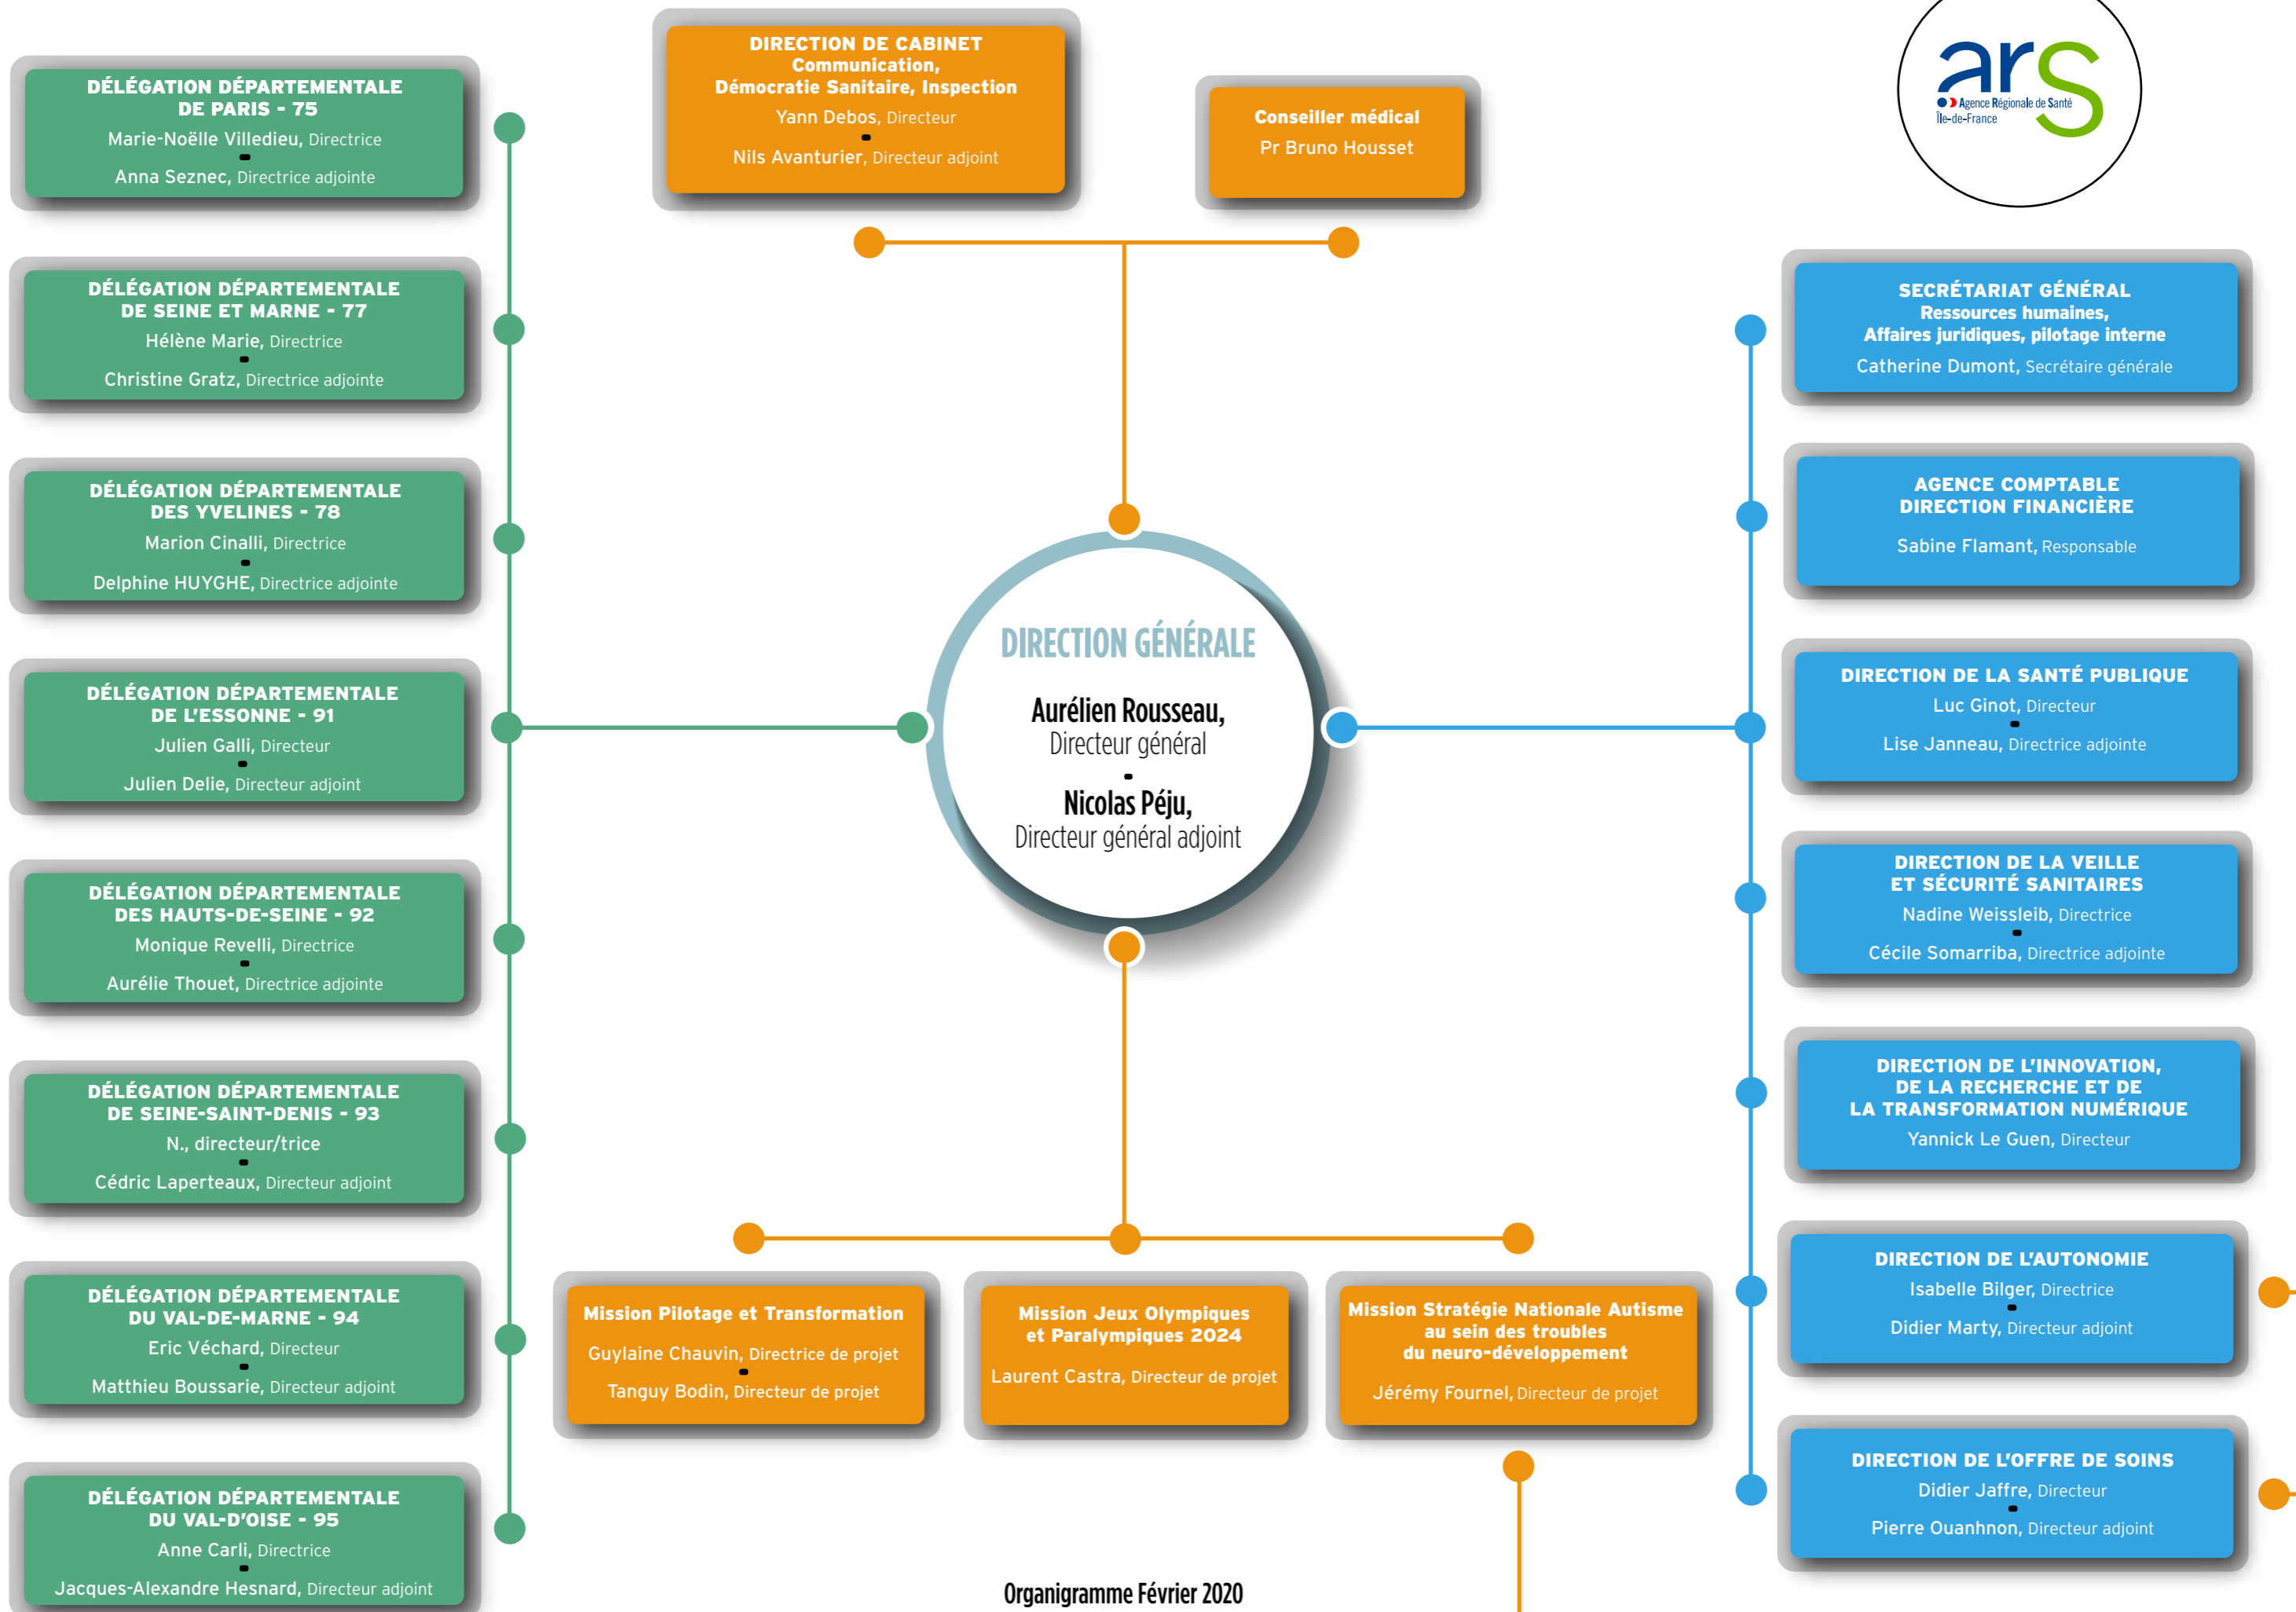 DÉLÉGATION DÉPARTEMENTALE
DE PARIS - 75
Marie-Noëlle Villedieu, Directrice
-
Anna Seznec, Directrice adjointe
DÉLÉGATION DÉPARTEMENTALE
DE SEINE ET MARNE - 77
Hélène Marie, Directrice
-
Christine Gratz, Directrice adjointe
DÉLÉGATION DÉPARTEMENTALE
DES YVELINES - 78
Marion Cinalli, Directrice
-
Delphine HUYGHE, Directrice adjointe
DÉLÉGATION DÉPARTEMENTALE
DE L'ESSONNE - 91
Julien Galli, Directeur
-
Julien Delie, Directeur adjoint
DÉLÉGATION DÉPARTEMENTALE
DES HAUTS-DE-SEINE - 92
Monique Revelli, Directrice
-
Aurélie Thouet, Directrice adjointe
DÉLÉGATION DÉPARTEMENTALE
DE SEINE-SAINT-DENIS - 93
N., directeur/trice
-
Cédric Laperteaux, Directeur adjoint
DÉLÉGATION DÉPARTEMENTALE
DU VAL-DE-MARNE - 94
Eric Véchard, Directeur
-
Matthieu Boussarie, Directeur adjoint
DÉLÉGATION DÉPARTEMENTALE
DU VAL-D'OISE - 95
Anne Carli, Directrice
-
Jacques-Alexandre Hesnard, Directeur adjoint
DIRECTION DE CABINET
Communication,
Démocratie Sanitaire, Inspection
Yann Debos, Directeur
-
Nils Avanturier, Directeur adjoint
Conseiller médical
Pr Bruno Housset
DIRECTION GÉNÉRALE
Aurélien Rousseau,
Directeur général
-
Nicolas Péju,
Directeur général adjoint
Mission Pilotage et Transformation
Guylaine Chauvin, Directrice de projet
-
Tanguy Bodin, Directeur de projet
Mission Jeux Olympiques
et Paralympiques 2024
Laurent Castra, Directeur de projet
Mission Stratégie Nationale Autisme
au sein des troubles
du neuro-développement
Jérémy Fournel, Directeur de projet
Organigramme Février 2020
ars
Agence Régionale de Santé
Île-de-France
SECRÉTARIAT GÉNÉRAL
Ressources humaines,
Affaires juridiques, pilotage interne
Catherine Dumont, Secrétaire générale
AGENCE COMPTABLE
DIRECTION FINANCIÈRE
Sabine Flamant, Responsable
DIRECTION DE LA SANTÉ PUBLIQUE
Luc Ginot, Directeur
-
Lise Janneau, Directrice adjointe
DIRECTION DE LA VEILLE
ET SÉCURITÉ SANITAIRES
Nadine Weissleib, Directrice
-
Cécile Somarriba, Directrice adjointe
DIRECTION DE L'INNOVATION,
DE LA RECHERCHE ET DE
LA TRANSFORMATION NUMÉRIQUE
Yannick Le Guen, Directeur
DIRECTION DE L'AUTONOMIE
Isabelle Bilger, Directrice
-
Didier Marty, Directeur adjoint
DIRECTION DE L'OFFRE DE SOINS
Didier Jaffre, Directeur
-
Pierre Ouanhnon, Directeur adjoint